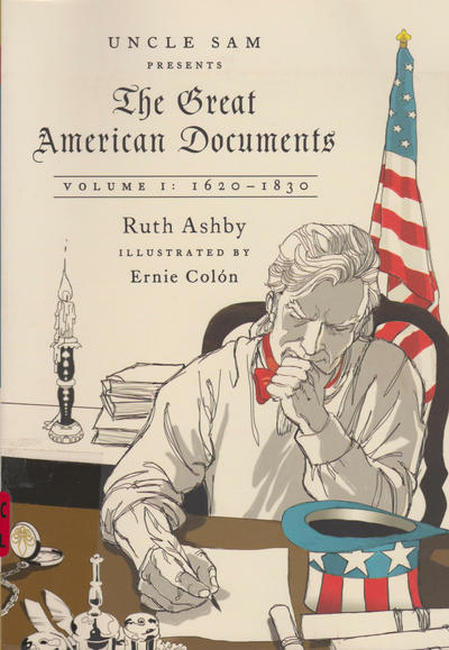 UNCLE SAM
PRESENTS
The Great
American Documents
VOLUME I: 1620–1830
Ruth Ashby
ILLUSTRATED BY
Ernie Colón
C
L